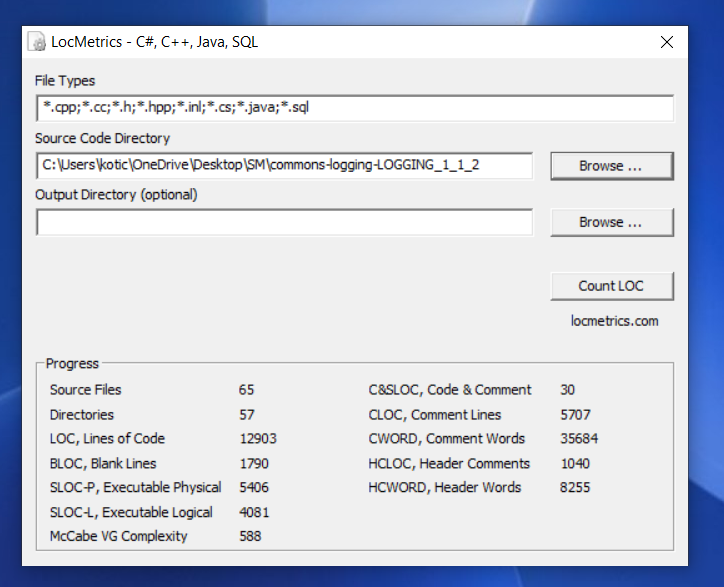 LocMetrics - C#, C++, Java, SQL
File Types
*.cpp;*.cc;*.h;*.hpp;*.inl;*.cs;*.java;*.sql
Source Code Directory
C:\Users\kotic\OneDrive\Desktop\SM\commons-logging-LOGGING_1_1_2
Browse ...
Output Directory (optional)
Browse ...
Count LOC
locmetrics.com
Progress
Source Files 65 C&SLOC, Code & Comment 30
Directories 57 CLOC, Comment Lines 5707
LOC, Lines of Code 12903 CWORD, Comment Words 35684
BLOC, Blank Lines 1790 HCLOC, Header Comments 1040
SLOC-P, Executable Physical 5406 HCWORD, Header Words 8255
SLOC-L, Executable Logical 4081
McCabe VG Complexity 588